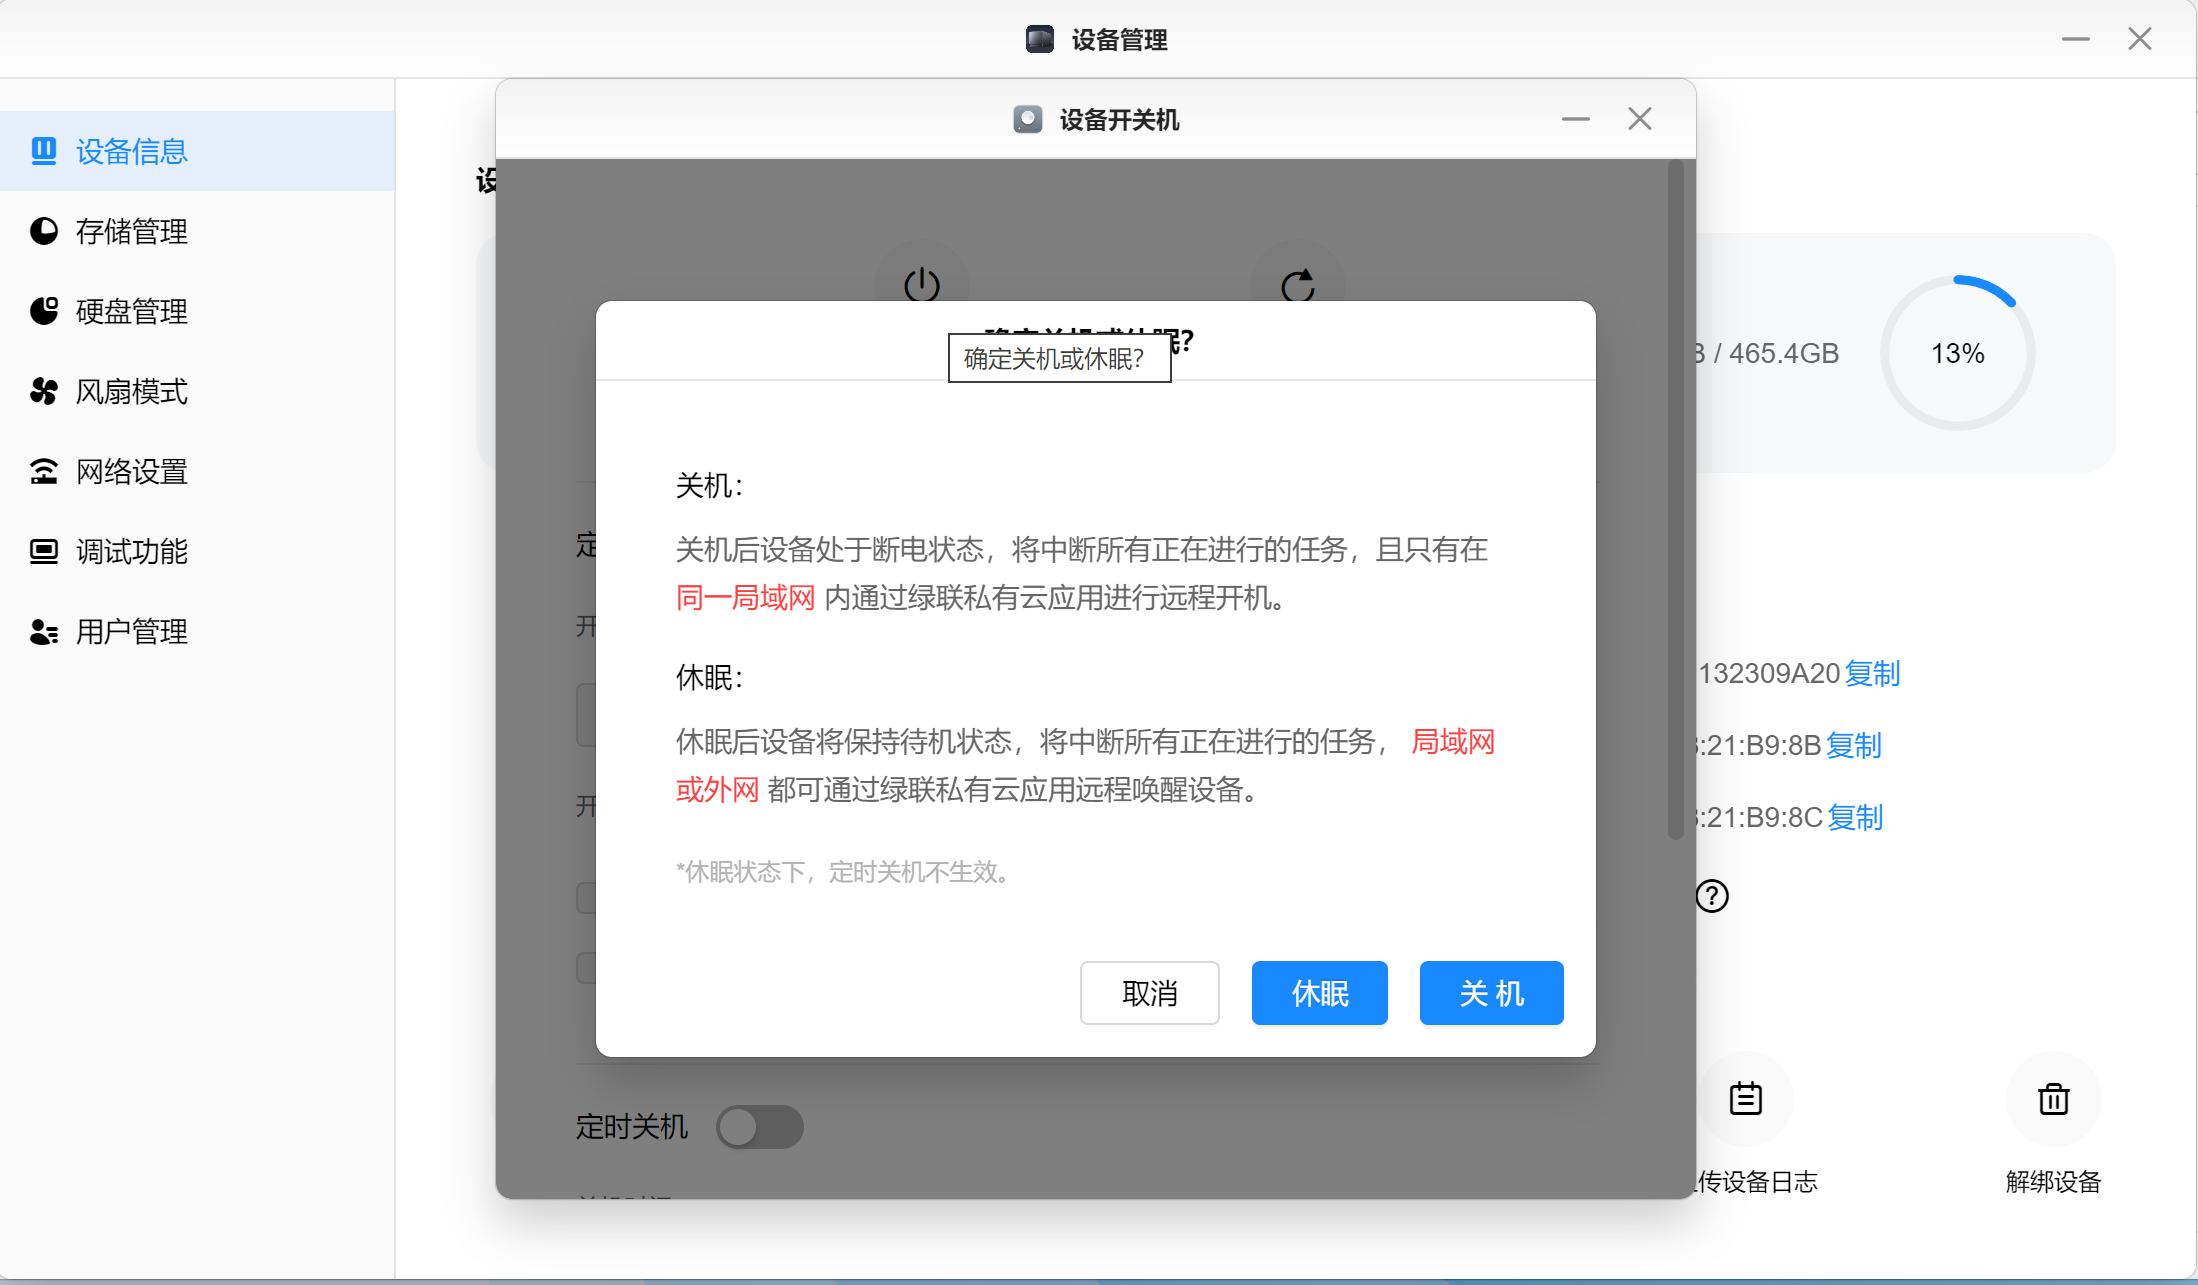 设备管理
设备开关机
设备信息
存储管理
硬盘管理
风扇模式
网络设置
调试功能
用户管理
设
/ 465.4GB
13%
确定关机或休眠?
关机：
关机后设备处于断电状态，将中断所有正在进行的任务，且只有在
同一局域网 内通过绿联私有云应用进行远程开机。
休眠：
休眠后设备将保持待机状态，将中断所有正在进行的任务， 局域网
或外网 都可通过绿联私有云应用远程唤醒设备。
*休眠状态下，定时关机不生效。
取消
休眠
关 机
定
开
开
132309A20 复制
:21:B9:8B 复制
:21:B9:8C 复制
定时关机
传设备日志
解绑设备